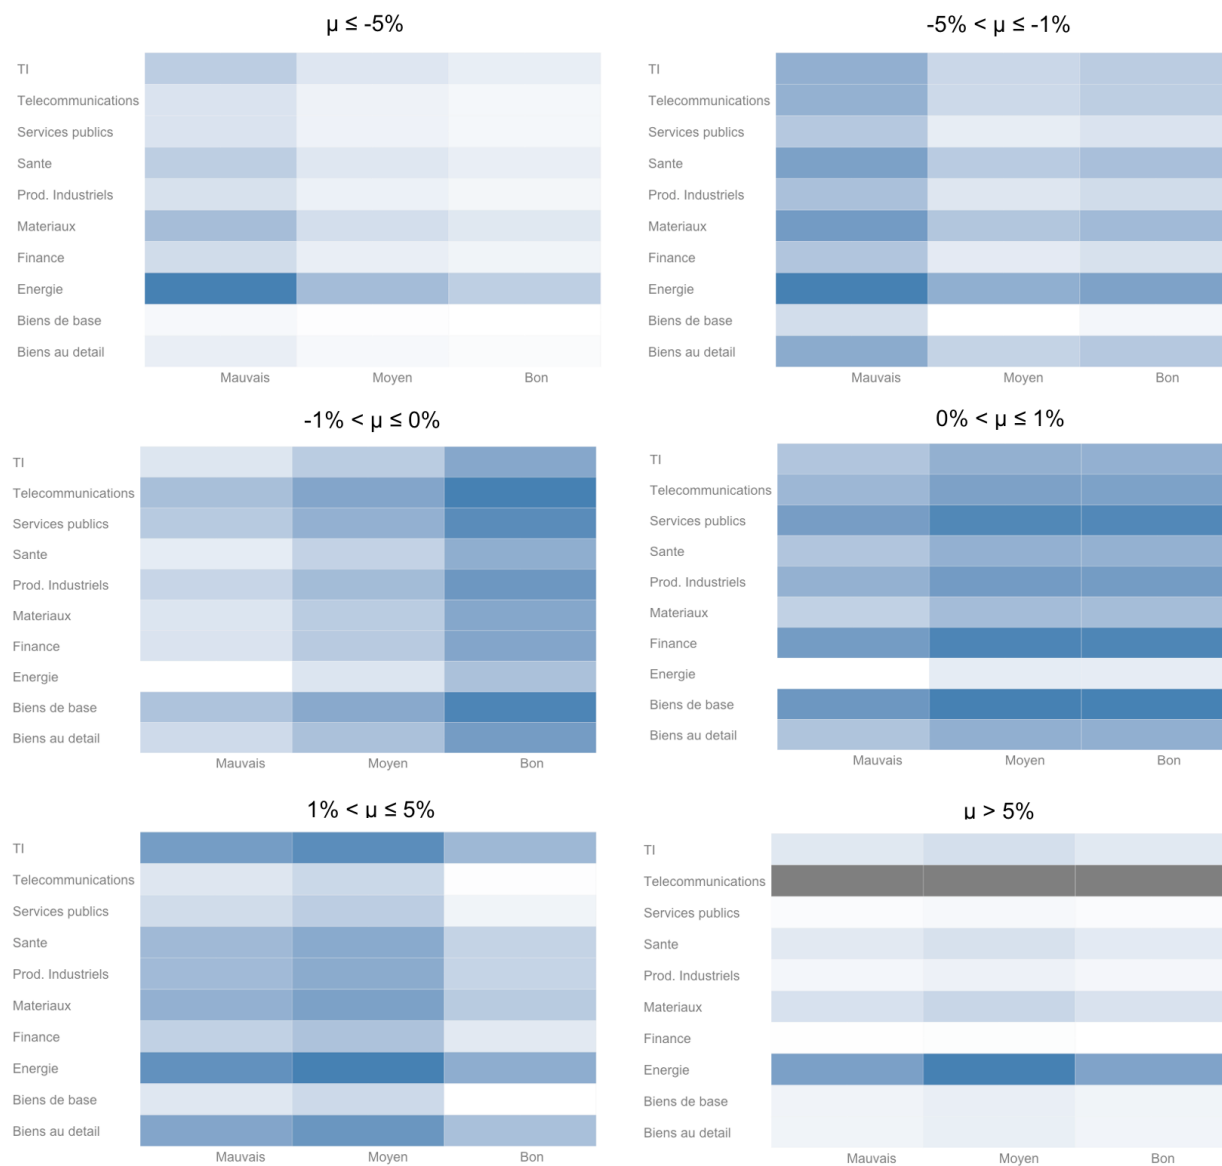 μ ≤ -5%
TI
Telecommunications
Services publics
Sante
Prod. Industriels
Materiaux
Finance
Energie
Biens de base
Biens au detail
Mauvais Moyen Bon
-5% < μ ≤ -1%
TI
Telecommunications
Services publics
Sante
Prod. Industriels
Materiaux
Finance
Energie
Biens de base
Biens au detail
Mauvais Moyen Bon
-1% < μ ≤ 0%
TI
Telecommunications
Services publics
Sante
Prod. Industriels
Materiaux
Finance
Energie
Biens de base
Biens au detail
Mauvais Moyen Bon
0% < μ ≤ 1%
TI
Telecommunications
Services publics
Sante
Prod. Industriels
Materiaux
Finance
Energie
Biens de base
Biens au detail
Mauvais Moyen Bon
1% < μ ≤ 5%
TI
Telecommunications
Services publics
Sante
Prod. Industriels
Materiaux
Finance
Energie
Biens de base
Biens au detail
Mauvais Moyen Bon
μ > 5%
TI
Telecommunications
Services publics
Sante
Prod. Industriels
Materiaux
Finance
Energie
Biens de base
Biens au detail
Mauvais Moyen Bon